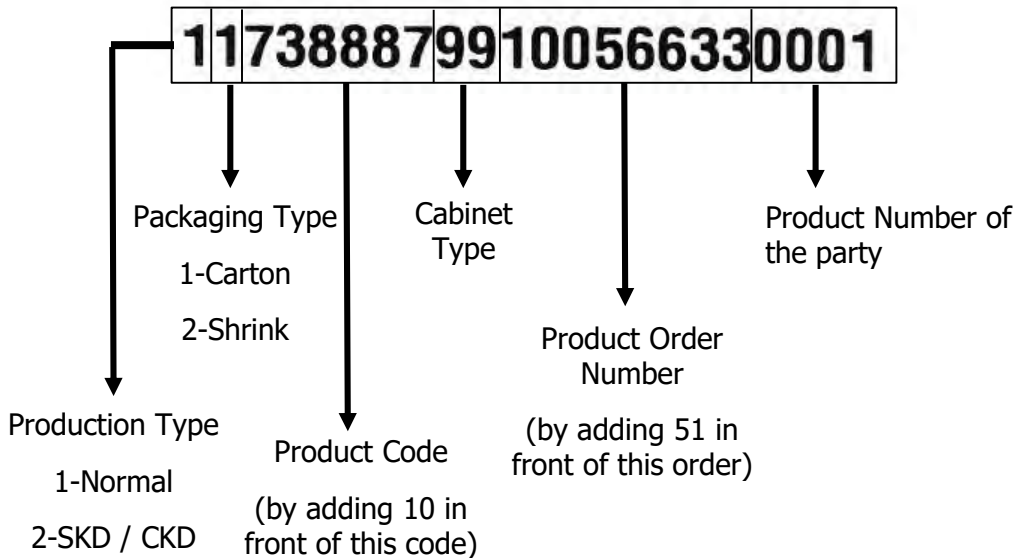 1173888799100566330001
Packaging Type
1-Carton
2-Shrink
Cabinet
Type
Product Number of
the party
Production Type
1-Normal
2-SKD / CKD
Product Code
(by adding 10 in
front of this code)
Product Order
Number
(by adding 51 in
front of this order)